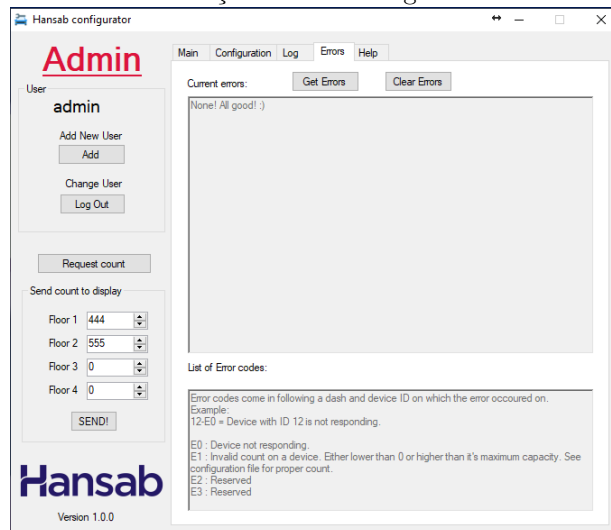 Hansab configurator
Admin
User
admin
Add New User
Add
Change User
Log Out
Request count
Send count to display
Floor 1 444
Floor 2 555
Floor 3 0
Floor 4 0
SEND!
Hansab
Version 1.0.0
Main Configuration Log Errors Help
Current errors: Get Errors Clear Errors
None! All good! :)
List of Error codes:
Error codes come in following a dash and device ID on which the error occoured on.
Example:
12-E0 = Device with ID 12 is not responding.
E0 : Device not responding.
E1 : Invalid count on a device. Either lower than 0 or higher than it's maximum capacity. See
configuration file for proper count.
E2 : Reserved
E3 : Reserved